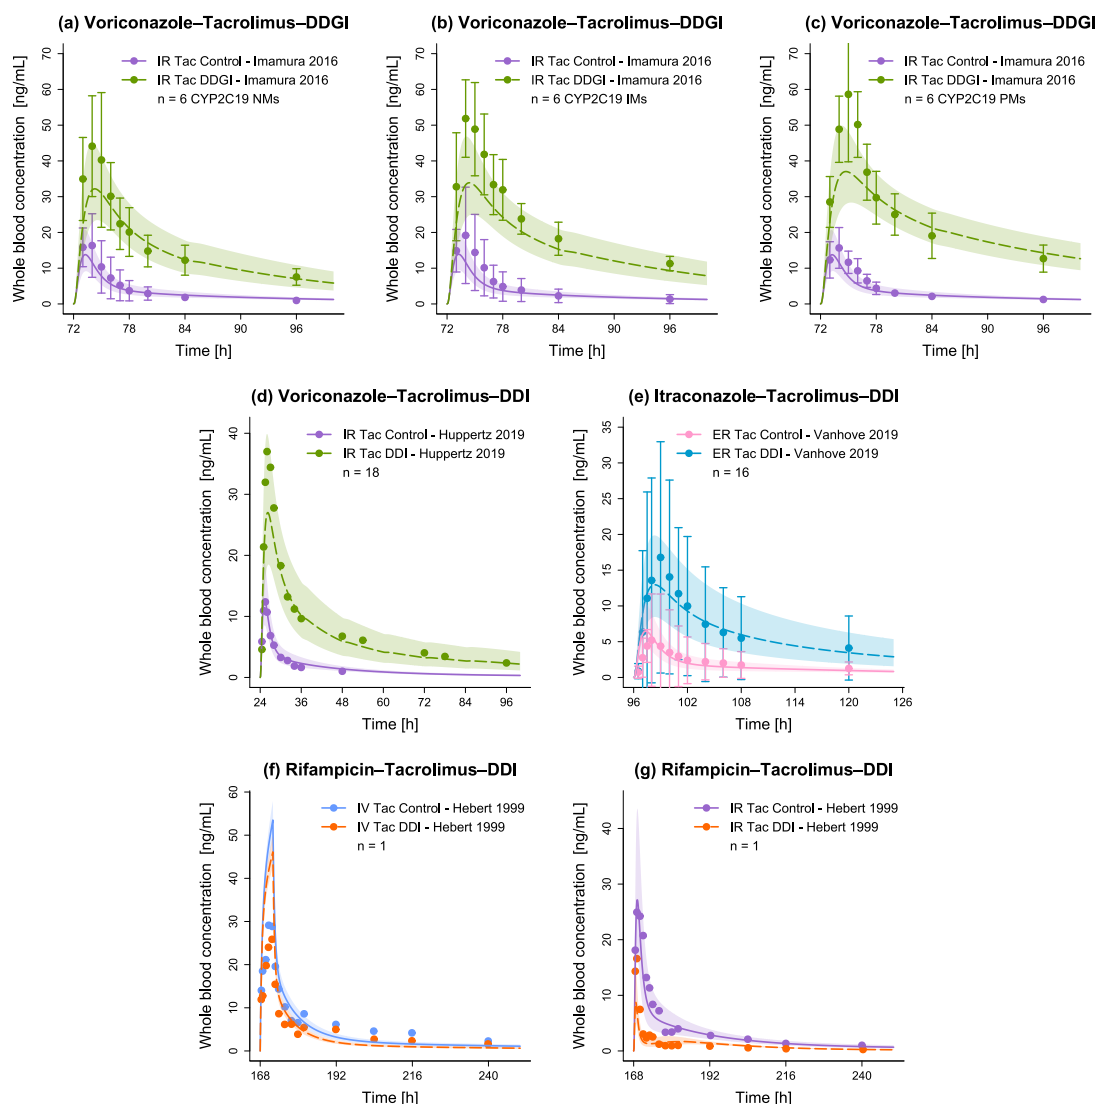 (a) Voriconazole–Tacrolimus–DDGI
Whole blood concentration [ng/mL]
70
60
50
40
30
20
10
0
IR Tac Control - Imamura 2016
IR Tac DDGI - Imamura 2016
n = 6 CYP2C19 NMs
72 78 84 90 96
Time [h]
(b) Voriconazole–Tacrolimus–DDGI
Whole blood concentration [ng/mL]
70
60
50
40
30
20
10
0
IR Tac Control - Imamura 2016
IR Tac DDGI - Imamura 2016
n = 6 CYP2C19 IMs
72 78 84 90 96
Time [h]
(c) Voriconazole–Tacrolimus–DDGI
Whole blood concentration [ng/mL]
70
60
50
40
30
20
10
0
IR Tac Control - Imamura 2016
IR Tac DDGI - Imamura 2016
n = 6 CYP2C19 PMs
72 78 84 90 96
Time [h]
(d) Voriconazole–Tacrolimus–DDI
Whole blood concentration [ng/mL]
40
30
20
10
0
IR Tac Control - Huppertz 2019
IR Tac DDI - Huppertz 2019
n = 18
24 36 48 60 72 84 96
Time [h]
(e) Itraconazole–Tacrolimus–DDI
Whole blood concentration [ng/mL]
35
30
25
20
15
10
5
0
ER Tac Control - Vanhove 2019
ER Tac DDI - Vanhove 2019
n = 16
96 102 108 114 120 126
Time [h]
(f) Rifampicin–Tacrolimus–DDI
Whole blood concentration [ng/mL]
60
50
40
30
20
10
0
IV Tac Control - Hebert 1999
IV Tac DDI - Hebert 1999
n = 1
168 192 216 240
Time [h]
(g) Rifampicin–Tacrolimus–DDI
Whole blood concentration [ng/mL]
40
30
20
10
0
IR Tac Control - Hebert 1999
IR Tac DDI - Hebert 1999
n = 1
168 192 216 240
Time [h]